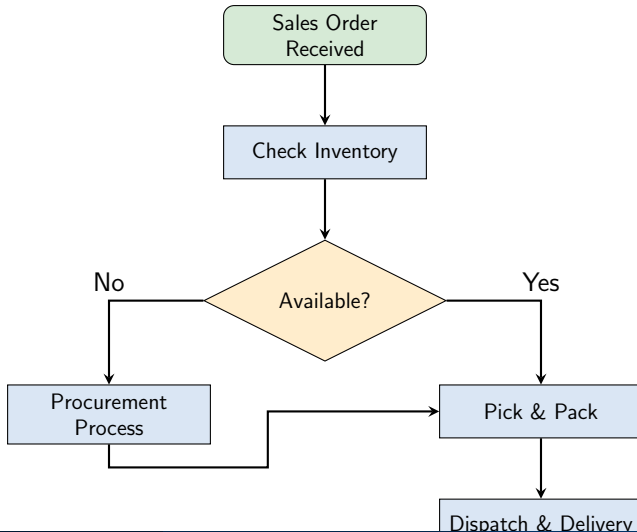 Sales Order
Received
Check Inventory
No
Yes
Available?
Procurement
Process
Pick & Pack
Dispatch & Delivery